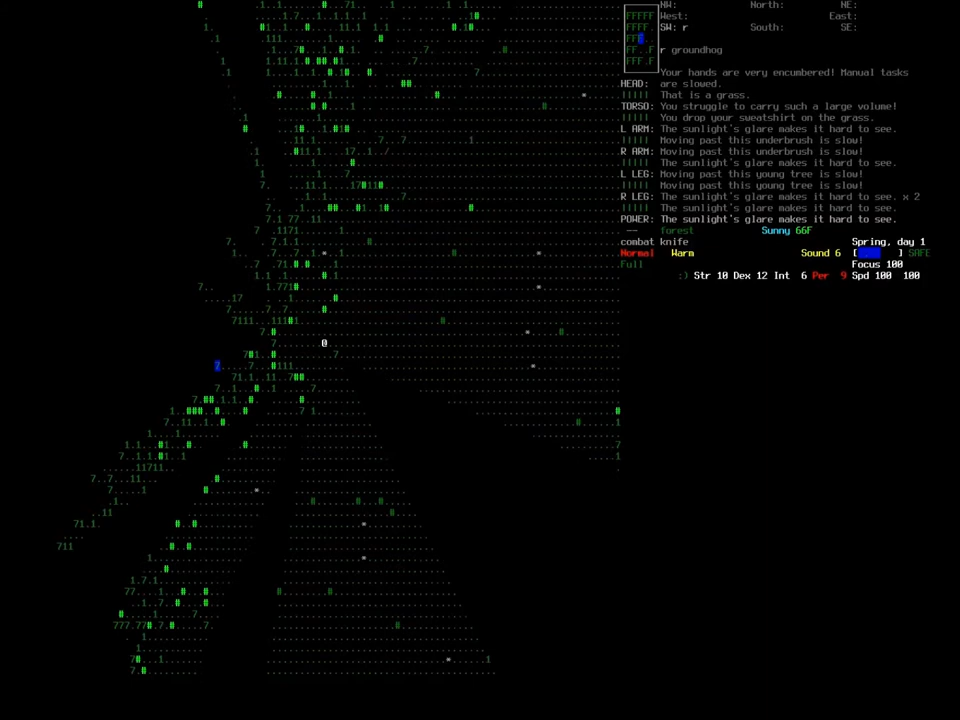 NW: North: NE:
West: East:
SW: r South: SE:
r groundhog
Your hands are very encumbered! Manual tasks
HEAD: are slowed.
That is a grass.
TORSO: You struggle to carry such a large volume!
You drop your sweatshirt on the grass.
L ARM: The sunlight's glare makes it hard to see.
Moving past this underbrush is slow!
R ARM: Moving past this underbrush is slow!
The sunlight's glare makes it hard to see.
L LEG: Moving past this young tree is slow!
Moving past this young tree is slow!
R LEG: The sunlight's glare makes it hard to see. x 2
The sunlight's glare makes it hard to see.
POWER: The sunlight's glare makes it hard to see.
-- forest Sunny 66F
combat knife Spring, day 1
Normal Warm Sound 6 [ ] SAFE
Full Focus 100
:) Str 10 Dex 12 Int 6 Per 9 Spd 100 100